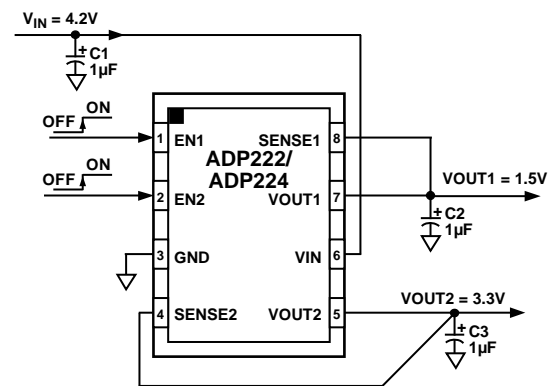 VIN = 4.2V
+ C1
1µF
OFF ON
OFF ON
1 EN1
2 EN2
3 GND
4 SENSE2
ADP222/
ADP224
SENSE1 8
VOUT1 7
VIN 6
VOUT2 5
VOUT1 = 1.5V
+ C2
1µF
VOUT2 = 3.3V
+ C3
1µF